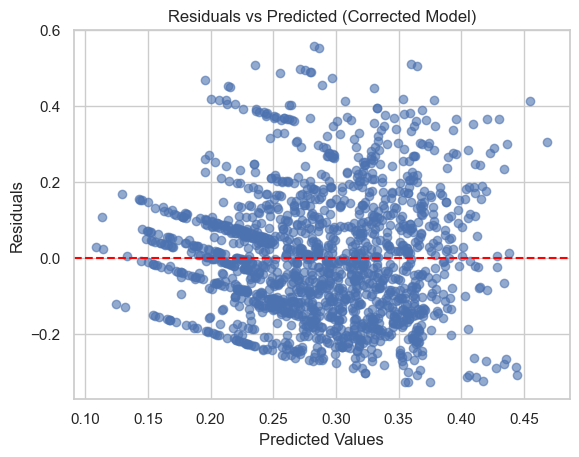 Residuals vs Predicted (Corrected Model)
0.6
0.4
0.2
0.0
−0.2
Residuals
0.10 0.15 0.20 0.25 0.30 0.35 0.40 0.45
Predicted Values